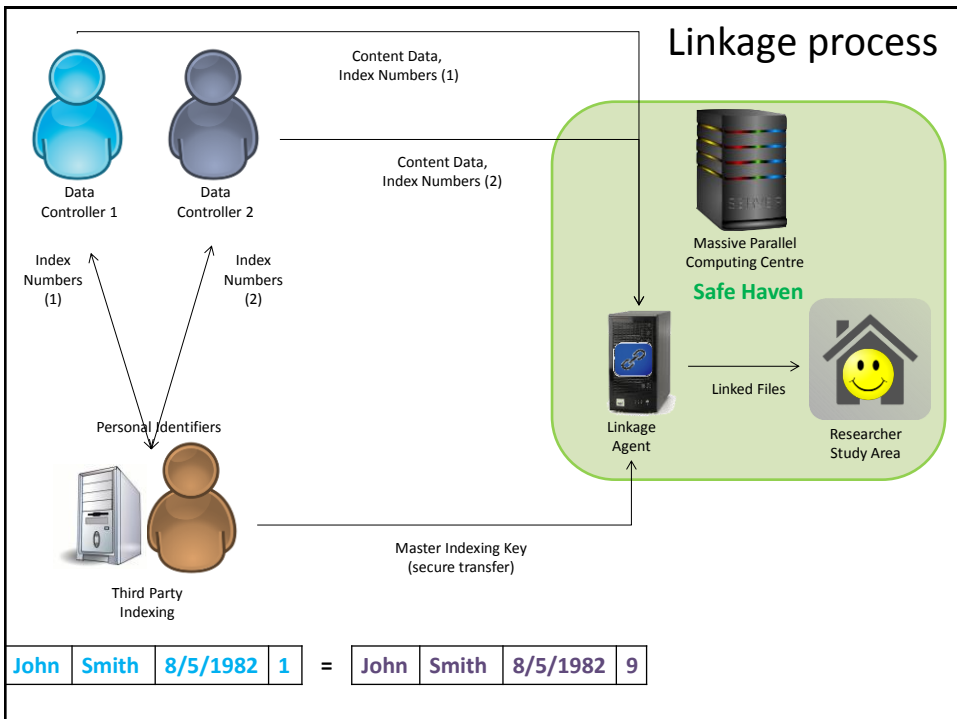 Linkage process
Content Data,
Index Numbers (1)
Content Data,
Index Numbers (2)
Data
Controller 1
Data
Controller 2
SERVER
Massive Parallel
Computing Centre
Safe Haven
Index
Numbers
(1)
Index
Numbers
(2)
Linked Files
Linkage
Agent
Researcher
Study Area
Personal Identifiers
Master Indexing Key
(secure transfer)
Third Party
Indexing
John Smith 8/5/1982 1 = John Smith 8/5/1982 9